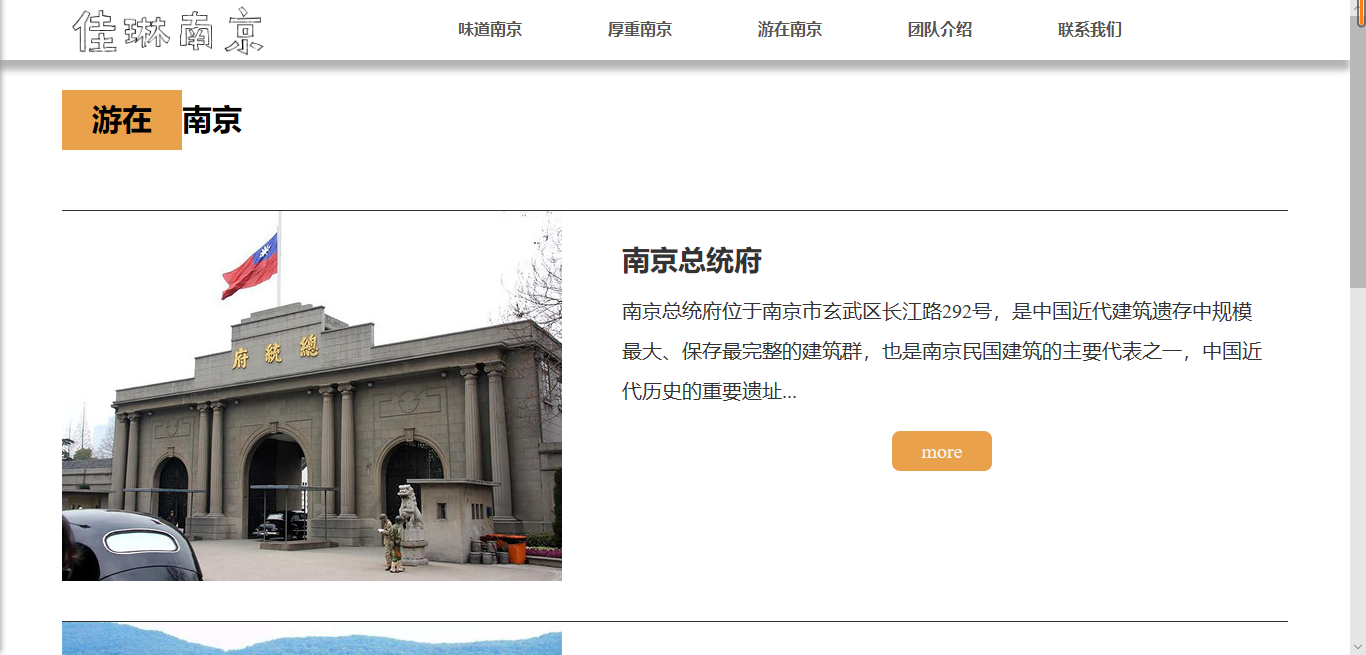 佳琳南京
味道南京 厚重南京 游在南京 团队介绍 联系我们
游在南京
府統總
南京总统府
南京总统府位于南京市玄武区长江路292号，是中国近代建筑遗存中规模
最大、保存最完整的建筑群，也是南京民国建筑的主要代表之一，中国近
代历史的重要遗址...
more